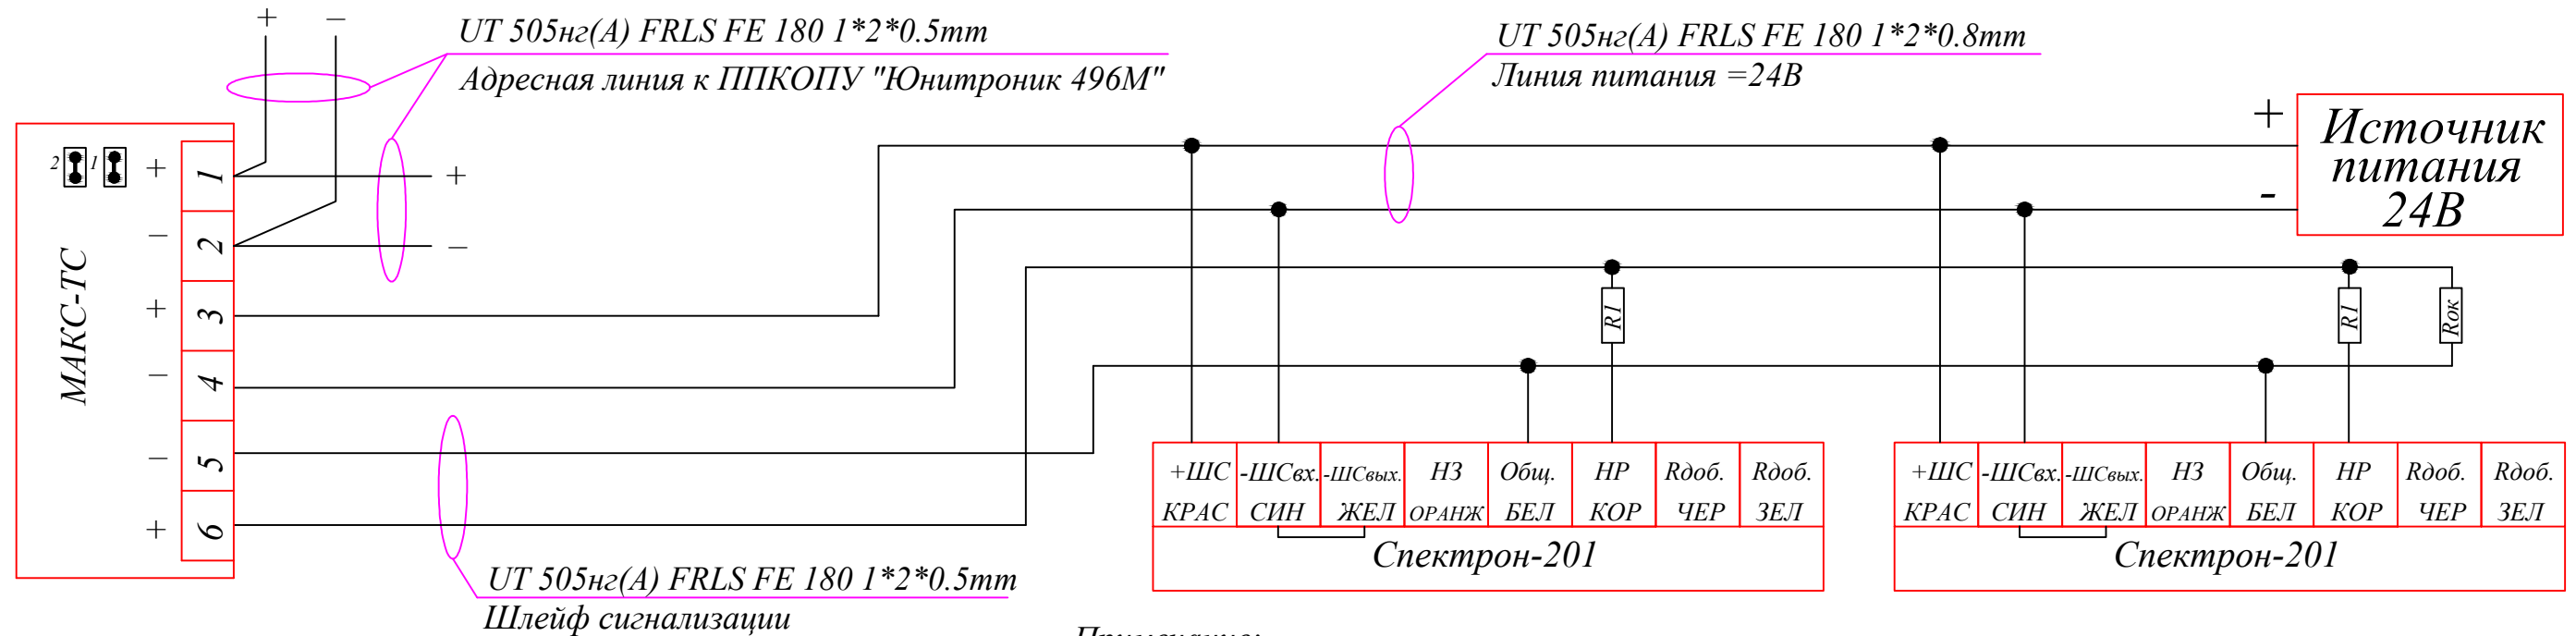 + −
UT 505нг(А) FRLS FE 180 1*2*0.5mm
Адресная линия к ППКОПУ "Юнитроник 496М"
UT 505нг(А) FRLS FE 180 1*2*0.8mm
Линия питания =24В
МАКС-ТС
2 1
+ 1 +
− 2 −
+ 3
− 4
− 5
+ 6
+
-
Источник
питания
24В
R1
R1
Rок
+ШС -ШСвх. -ШСвых. НЗ Общ. НР Rдоб. Rдоб.
КРАС СИН ЖЕЛ ОРАНЖ БЕЛ КОР ЧЕР ЗЕЛ
Спектрон-201
+ШС -ШСвх. -ШСвых. НЗ Общ. НР Rдоб. Rдоб.
КРАС СИН ЖЕЛ ОРАНЖ БЕЛ КОР ЧЕР ЗЕЛ
Спектрон-201
UT 505нг(А) FRLS FE 180 1*2*0.5mm
Шлейф сигнализации